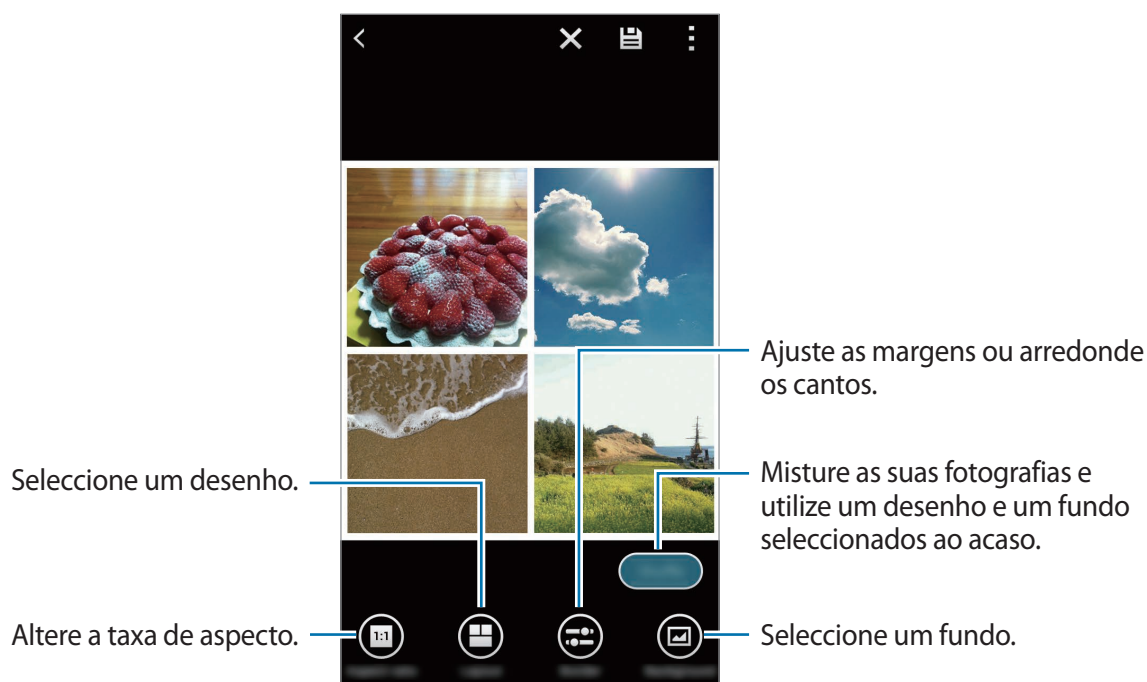 Ajuste as margens ou arredonde
os cantos.
Seleccione um desenho.
Misture as suas fotografias e
utilize um desenho e um fundo
seleccionados ao acaso.
1:1
Altere a taxa de aspecto.
Seleccione um fundo.